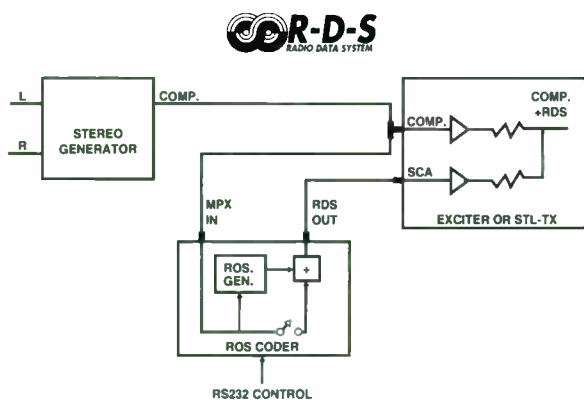 R-D-S
RADIO DATA SYSTEM
L
R
STEREO
GENERATOR
COMP.
COMP.
SCA
COMP.
+RDS
EXCITER OR STL-TX
MPX
IN
RDS
OUT
ROS.
GEN.
+
ROS CODER
RS232 CONTROL